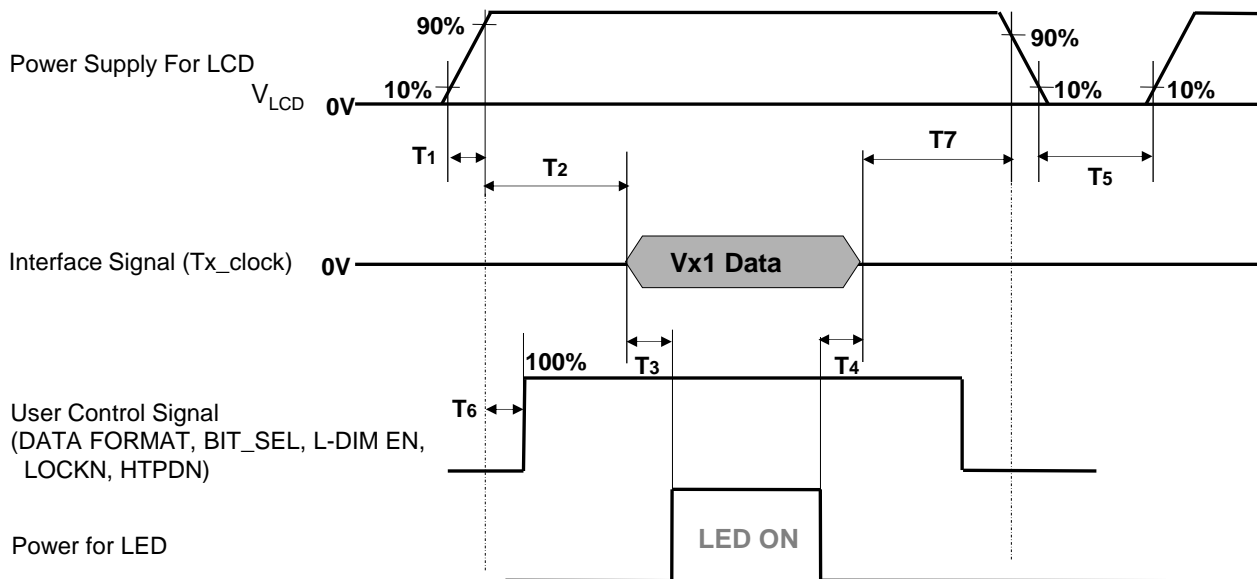 90%
90%
Power Supply For LCD
VLCD
0V
10%
10%
10%
T1
T2
T7
T5
Interface Signal (Tx_clock)
0V
Vx1 Data
100%
T3
T4
T6
User Control Signal
(DATA FORMAT, BIT_SEL, L-DIM EN,
LOCKN, HTPDN)
Power for LED
LED ON